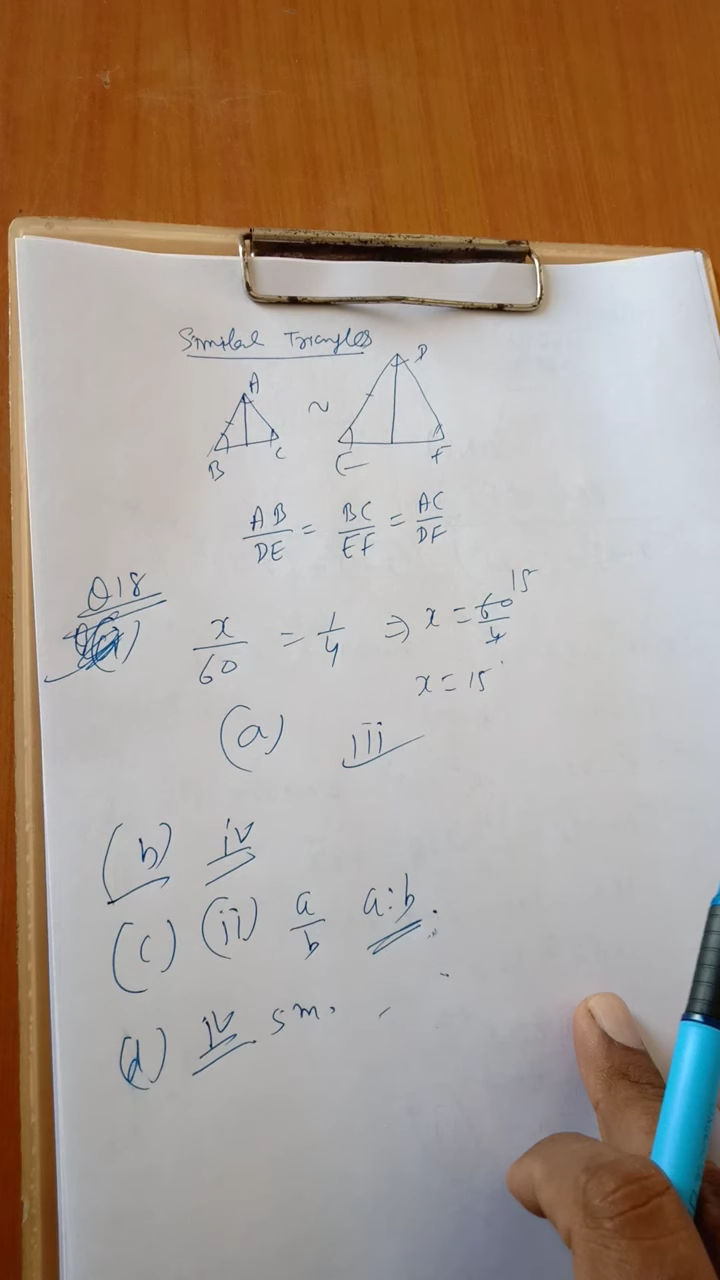 Similar Triangles
A D
~
B C E F
AB/DE = BC/EF = AC/DF
Q18
x/60 = 1/4 ⇒ x = 60/4 15
x = 15
(a) iii
(b) iv
(c) (ii) a/b a:b
(d) iv 5m.